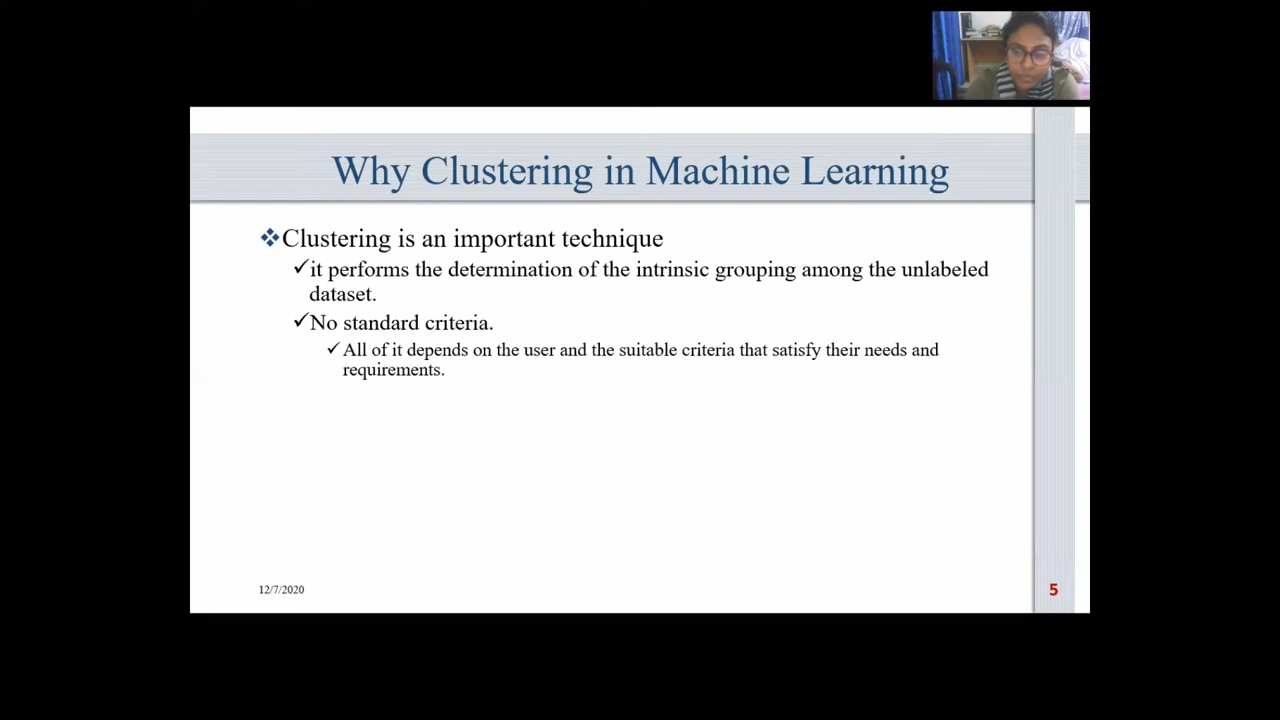 Why Clustering in Machine Learning
Clustering is an important technique
it performs the determination of the intrinsic grouping among the unlabeled
dataset.
No standard criteria.
All of it depends on the user and the suitable criteria that satisfy their needs and
requirements.
12/7/2020
5